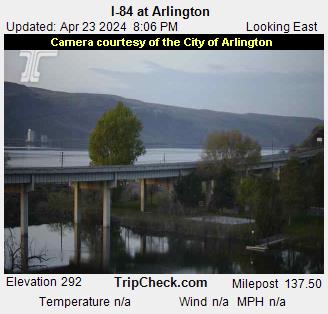 I-84 at Arlington
Updated: Apr 23 2024 8:06 PM Looking East
Camera courtesy of the City of Arlington
Elevation 292 TripCheck.com Milepost 137.50
Temperature n/a Wind n/a MPH n/a